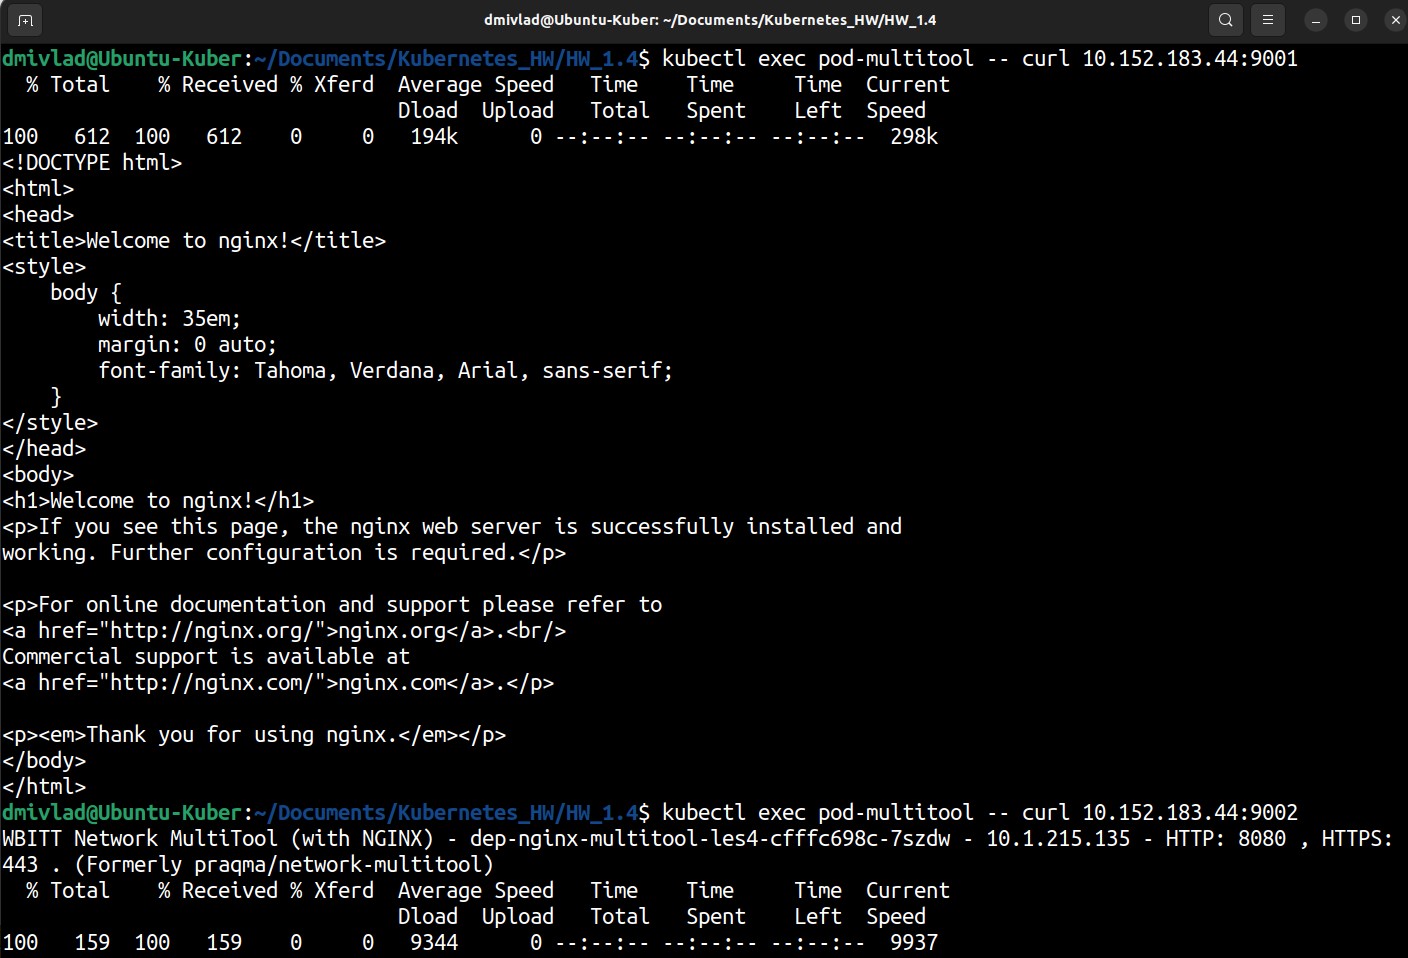 dmivlad@Ubuntu-Kuber: ~/Documents/Kubernetes_HW/HW_1.4
dmivlad@Ubuntu-Kuber:~/Documents/Kubernetes_HW/HW_1.4$ kubectl exec pod-multitool -- curl 10.152.183.44:9001
  % Total    % Received % Xferd  Average Speed   Time    Time     Time  Current
                                 Dload  Upload   Total   Spent    Left  Speed
100   612  100   612    0     0   194k      0 --:--:-- --:--:-- --:--:--  298k
<!DOCTYPE html>
<html>
<head>
<title>Welcome to nginx!</title>
<style>
    body {
        width: 35em;
        margin: 0 auto;
        font-family: Tahoma, Verdana, Arial, sans-serif;
    }
</style>
</head>
<body>
<h1>Welcome to nginx!</h1>
<p>If you see this page, the nginx web server is successfully installed and
working. Further configuration is required.</p>

<p>For online documentation and support please refer to
<a href="http://nginx.org/">nginx.org</a>.<br/>
Commercial support is available at
<a href="http://nginx.com/">nginx.com</a>.</p>

<p><em>Thank you for using nginx.</em></p>
</body>
</html>
dmivlad@Ubuntu-Kuber:~/Documents/Kubernetes_HW/HW_1.4$ kubectl exec pod-multitool -- curl 10.152.183.44:9002
WBITT Network MultiTool (with NGINX) - dep-nginx-multitool-les4-cfffc698c-7szdw - 10.1.215.135 - HTTP: 8080 , HTTPS:
443 . (Formerly praqma/network-multitool)
  % Total    % Received % Xferd  Average Speed   Time    Time     Time  Current
                                 Dload  Upload   Total   Spent    Left  Speed
100   159  100   159    0     0   9344      0 --:--:-- --:--:-- --:--:--  9937